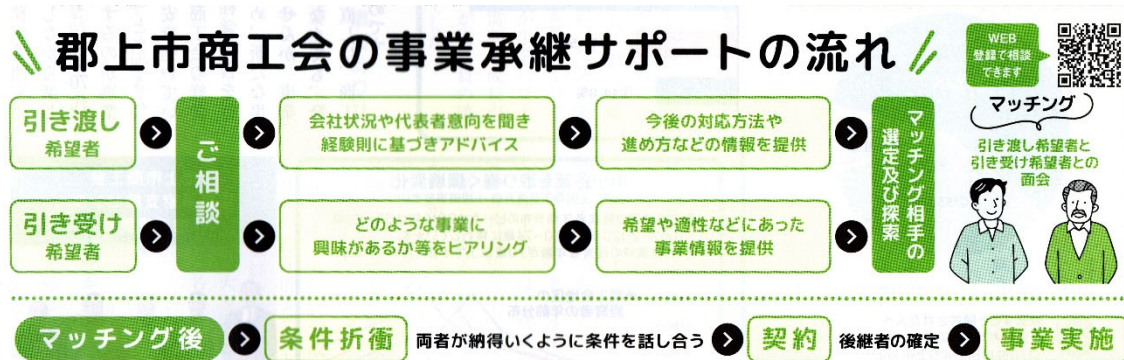 郡上市商工会の事業承継サポートの流れ
WEB
登録で相談
できます
引き渡し
希望者
ご相談
会社状況や代表者意向を聞き
経験則に基づきアドバイス
今後の対応方法や
進め方などの情報を提供
引き受け
希望者
どのような事業に
興味があるか等をヒアリング
希望や適性などにあった
事業情報を提供
マッチング相手の
選定及び探索
マッチング
引き渡し希望者と
引き受け希望者との
面会
マッチング後
条件折衝
両者が納得いくように条件を話し合う
契約
後継者の確定
事業実施